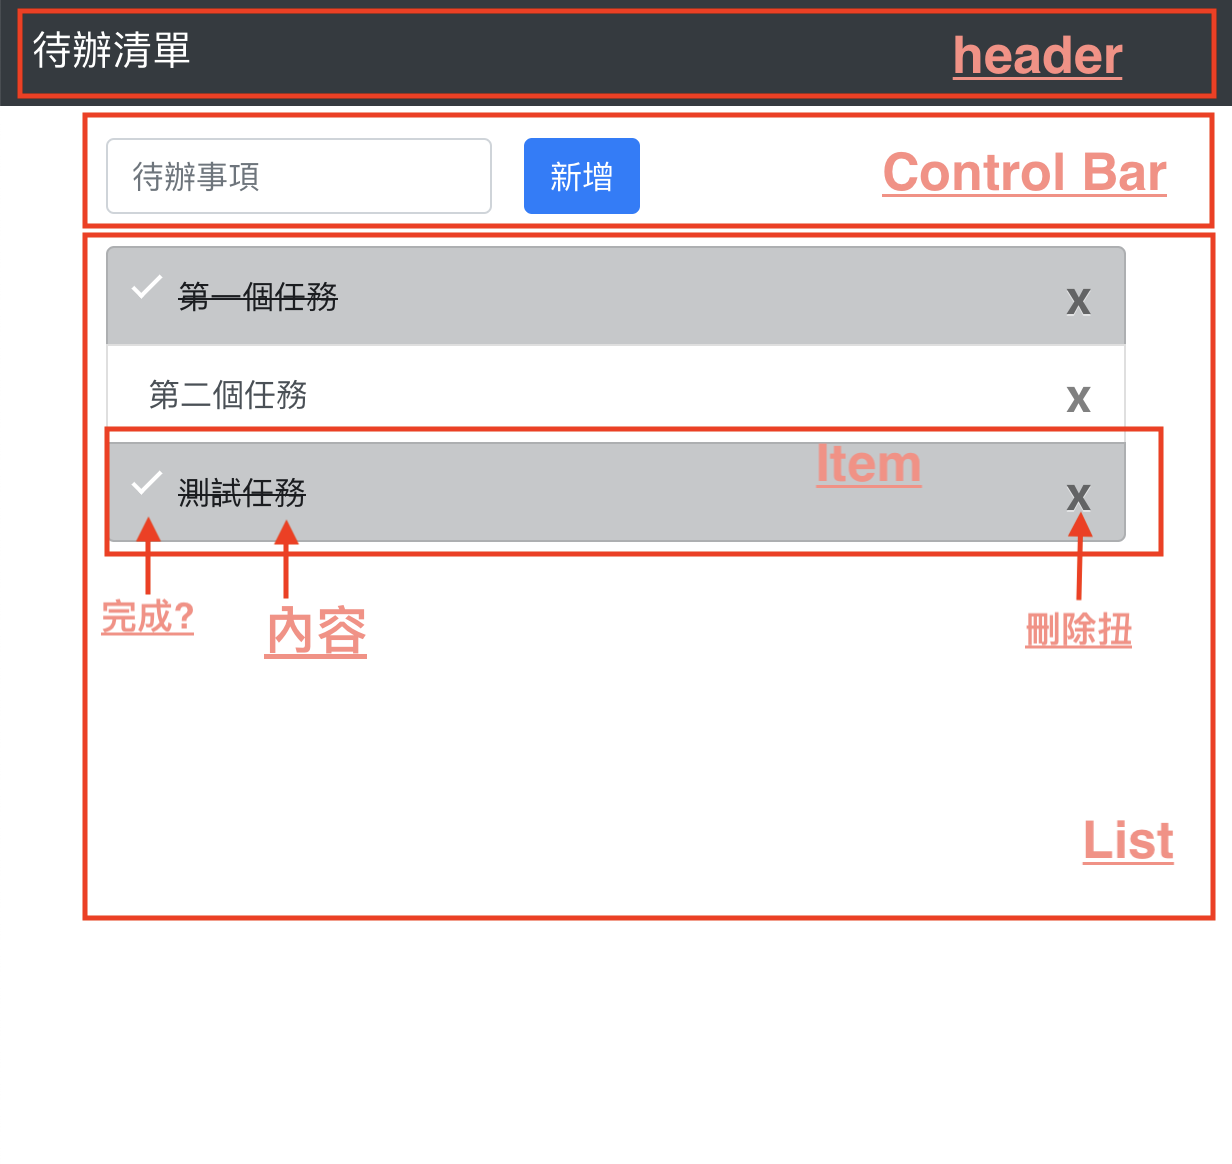 待辦清單 header
待辦事項 新增 Control Bar
第一個任務 x
第二個任務 x
Item
測試任務 x
完成? 內容 刪除扭
List